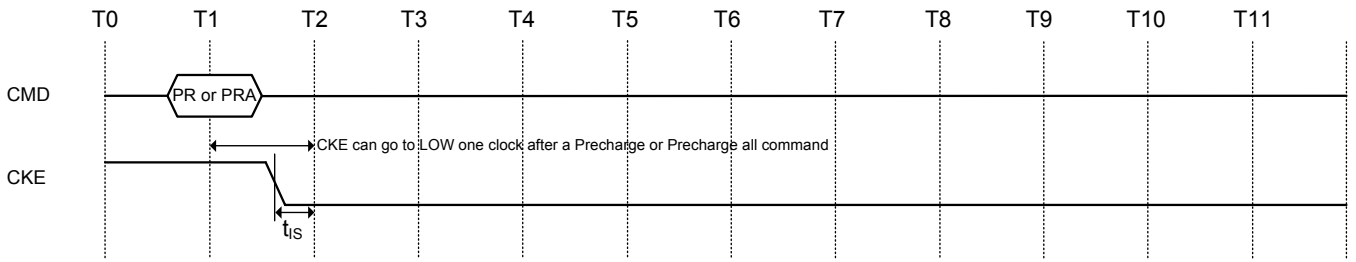 T0 T1 T2 T3 T4 T5 T6 T7 T8 T9 T10 T11
CMD PR or PRA
CKE can go to LOW one clock after a Precharge or Precharge all command
CKE
tIS